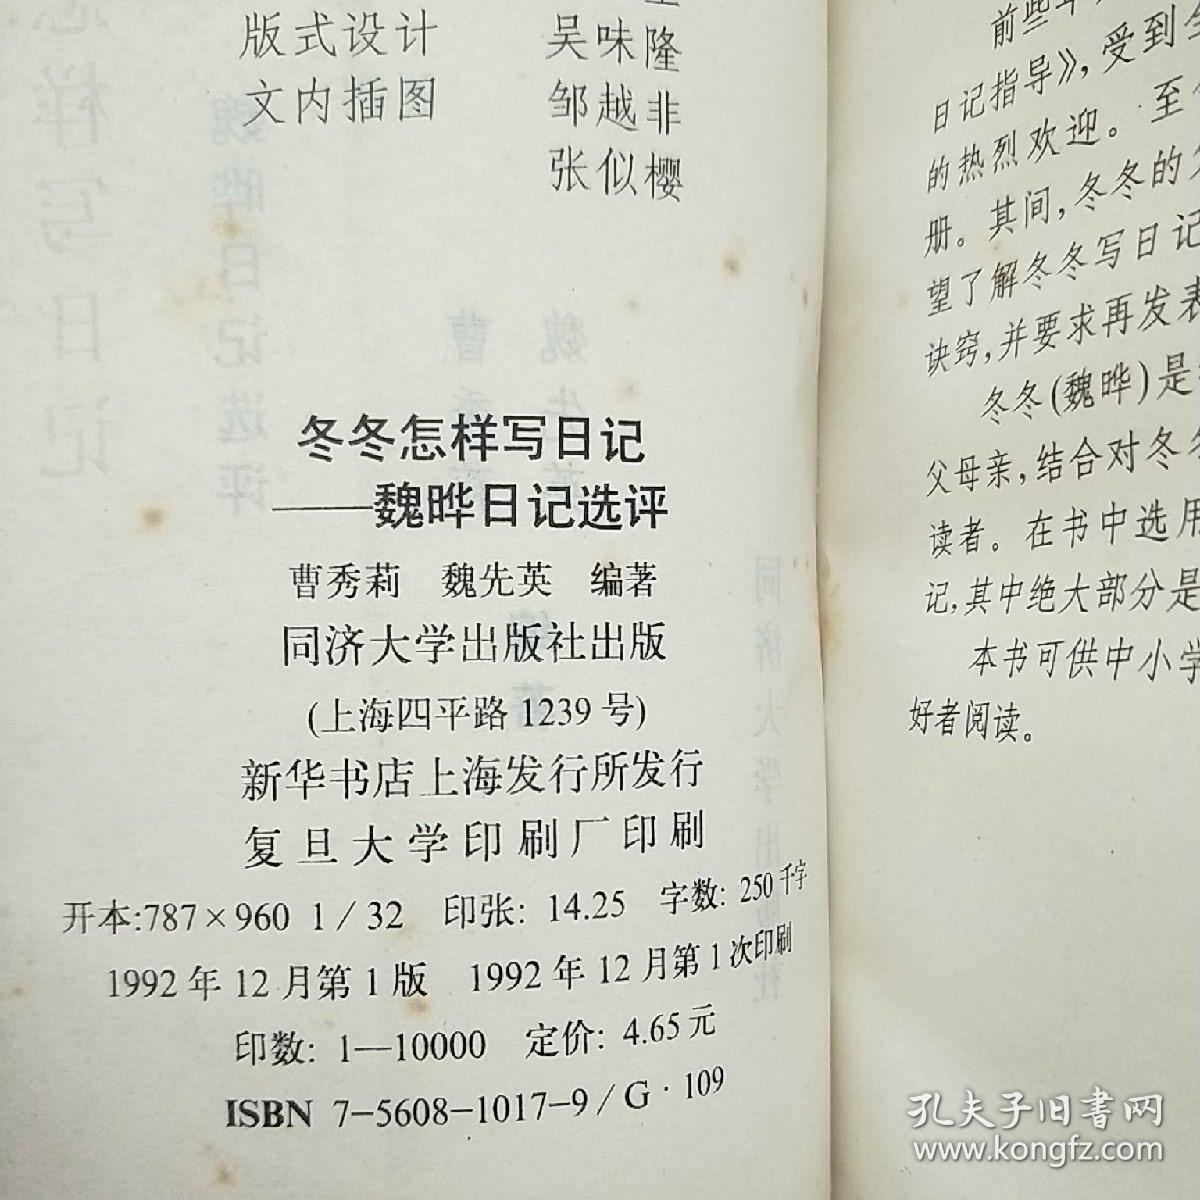 版式设计 吴味隆
文内插图 邹越非
张似樱
冬冬怎样写日记
——魏晔日记选评
曹秀莉 魏先英 编著
同济大学出版社出版
(上海四平路1239号)
新华书店上海发行所发行
复旦大学印刷厂印刷
开本:787×960 1/32 印张: 14.25 字数: 250千字
1992年12月第1版 1992年12月第1次印刷
印数: 1—10000 定价: 4.65元
ISBN 7-5608-1017-9/G·109
前些年
日记指导》,受到全
的热烈欢迎。至
册。其间,冬冬的
望了解冬冬写日记
诀窍,并要求再发表
冬冬(魏晔)是
父母亲,结合对冬冬
读者。在书中选用
记,其中绝大部分是
本书可供中小学
好者阅读。
孔夫子旧书网
www.kongfz.com